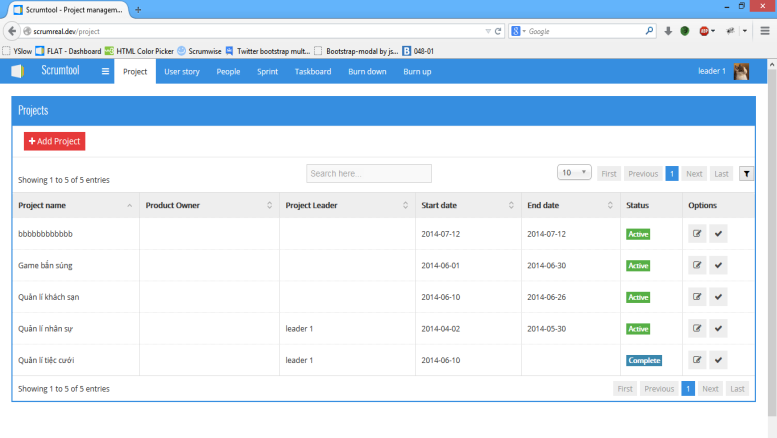 Scrumtool - Project managem...
scrumreal.dev/project
Google
YSlow FLAT - Dashboard HTML Color Picker Scrumwise Twitter bootstrap mult... Bootstrap-modal by js... 048-01
Scrumtool Project User story People Sprint Taskboard Burn down Burn up leader 1
Projects
Add Project
Showing 1 to 5 of 5 entries Search here... 10 First Previous 1 Next Last
Project name Product Owner Project Leader Start date End date Status Options
bbbbbbbbbbbb 2014-07-12 2014-07-12 Active
Game bắn súng 2014-06-01 2014-06-30 Active
Quản lí khách sạn 2014-06-10 2014-06-26 Active
Quản lí nhân sự leader 1 2014-04-02 2014-05-30 Active
Quản lí tiệc cưới leader 1 2014-06-10 Complete
Showing 1 to 5 of 5 entries First Previous 1 Next Last